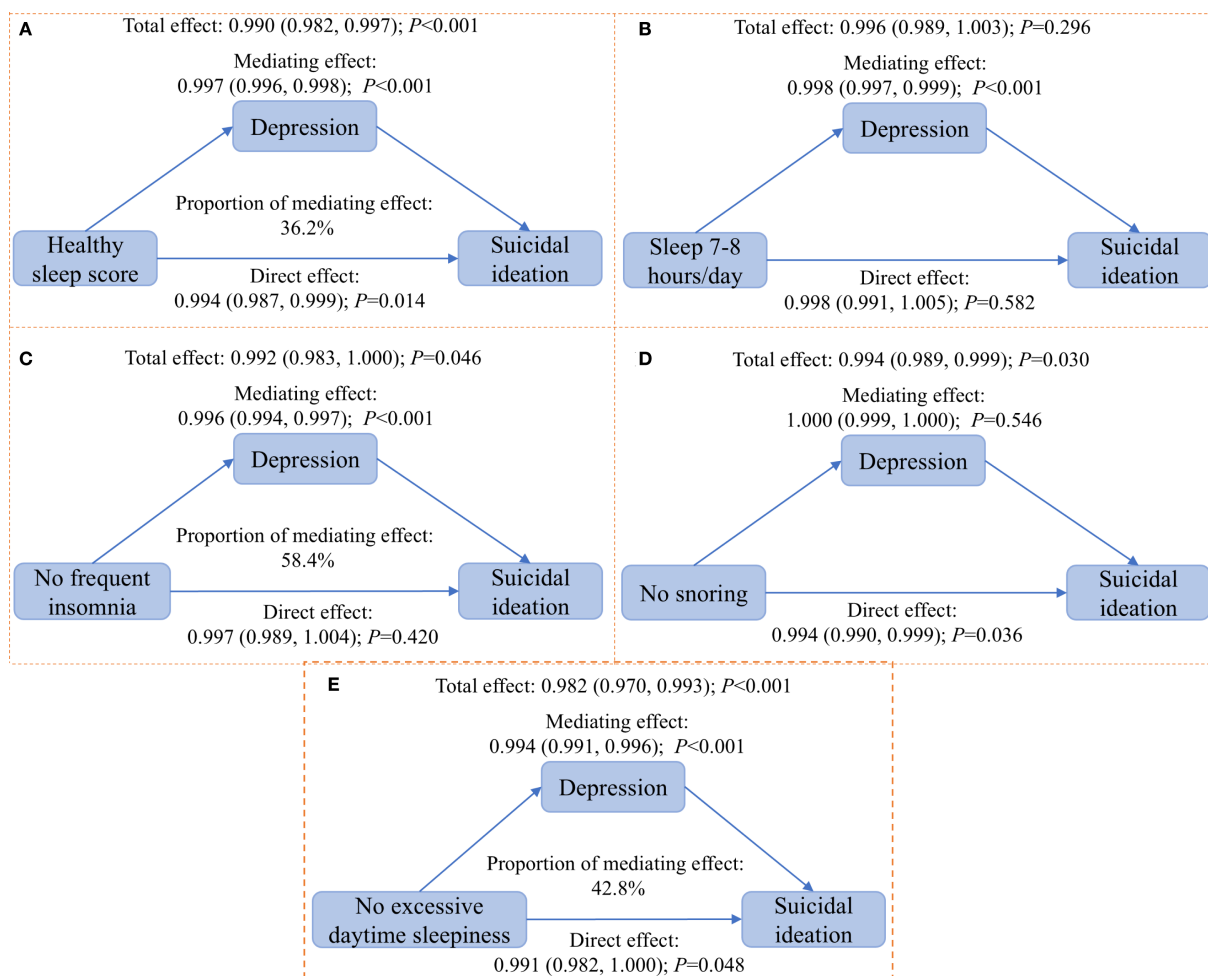 A
Total effect: 0.990 (0.982, 0.997); P<0.001
Mediating effect:
0.997 (0.996, 0.998); P<0.001
Depression
Proportion of mediating effect:
36.2%
Healthy
sleep score
Suicidal
ideation
Direct effect:
0.994 (0.987, 0.999); P=0.014
B
Total effect: 0.996 (0.989, 1.003); P=0.296
Mediating effect:
0.998 (0.997, 0.999); P<0.001
Depression
Sleep 7-8
hours/day
Suicidal
ideation
Direct effect:
0.998 (0.991, 1.005); P=0.582
C
Total effect: 0.992 (0.983, 1.000); P=0.046
Mediating effect:
0.996 (0.994, 0.997); P<0.001
Depression
Proportion of mediating effect:
58.4%
No frequent
insomnia
Suicidal
ideation
Direct effect:
0.997 (0.989, 1.004); P=0.420
D
Total effect: 0.994 (0.989, 0.999); P=0.030
Mediating effect:
1.000 (0.999, 1.000); P=0.546
Depression
No snoring
Suicidal
ideation
Direct effect:
0.994 (0.990, 0.999); P=0.036
E
Total effect: 0.982 (0.970, 0.993); P<0.001
Mediating effect:
0.994 (0.991, 0.996); P<0.001
Depression
Proportion of mediating effect:
42.8%
No excessive
daytime sleepiness
Suicidal
ideation
Direct effect:
0.991 (0.982, 1.000); P=0.048